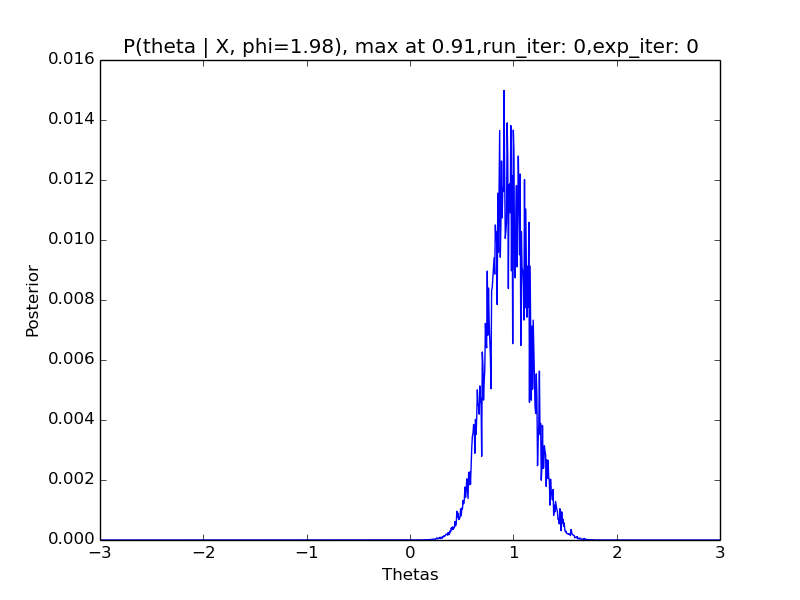 P(theta | X, phi=1.98), max at 0.91,run_iter: 0,exp_iter: 0
0.016
0.014
0.012
0.010
0.008
0.006
0.004
0.002
0.000
Posterior
−3 −2 −1 0 1 2 3
Thetas